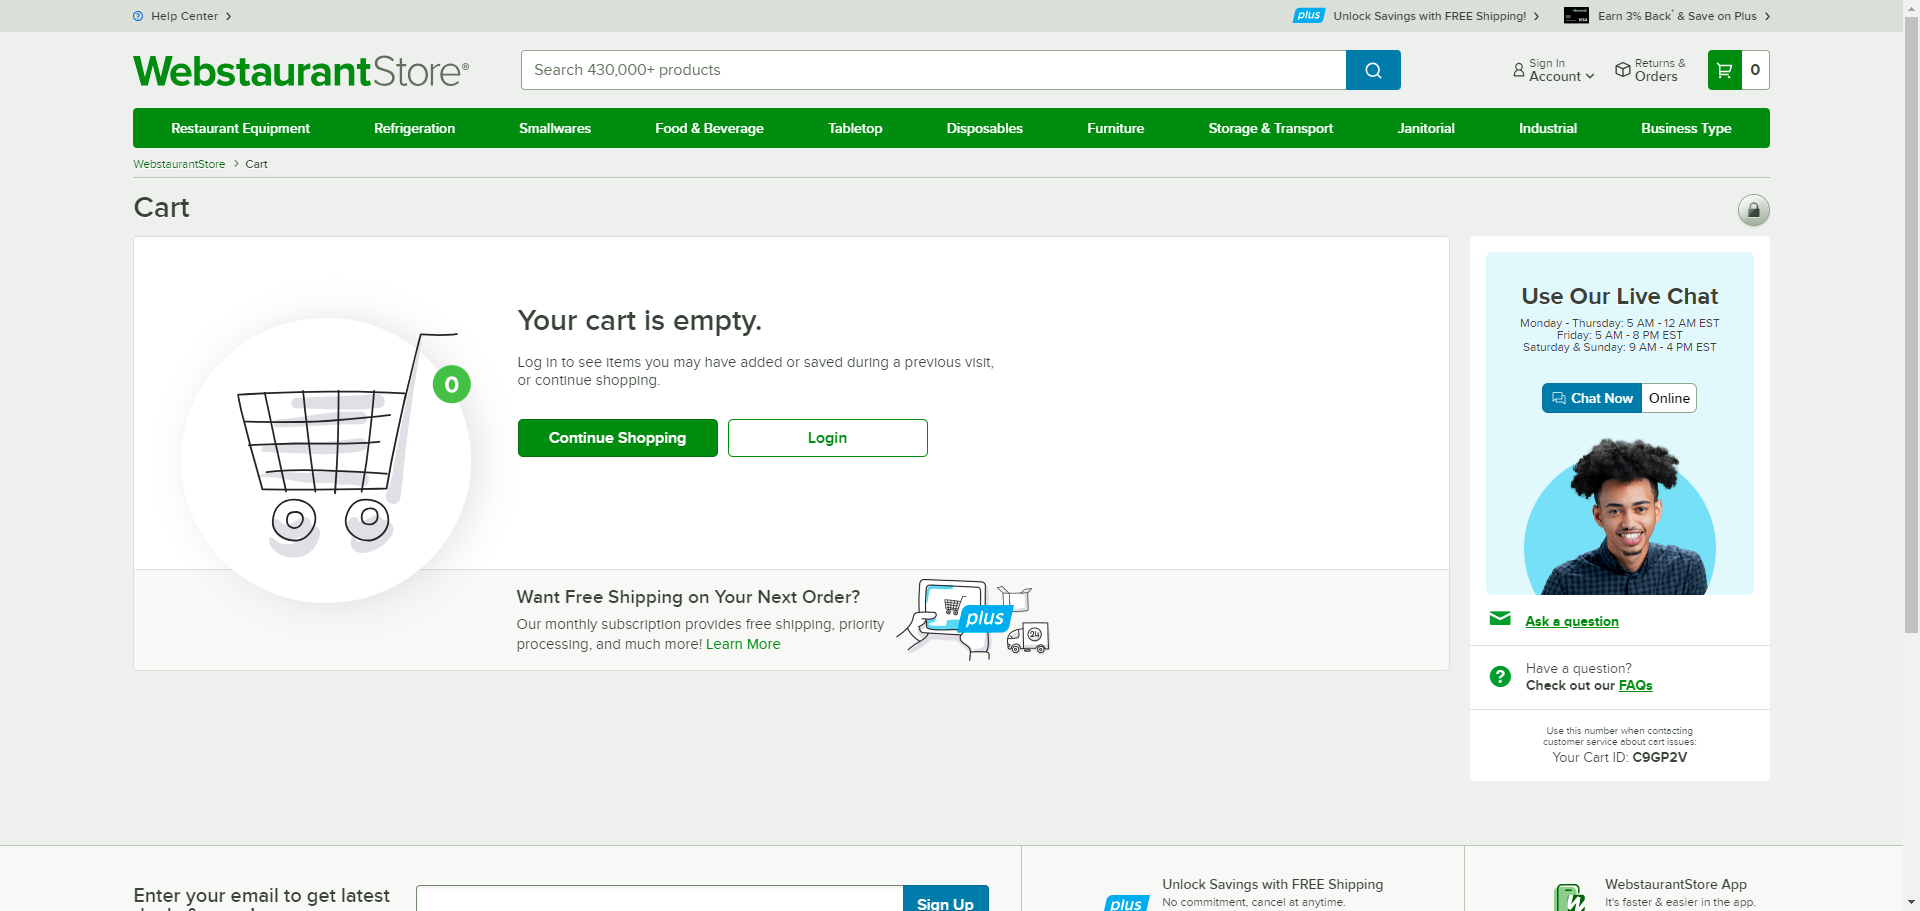 Help Center
plus Unlock Savings with FREE Shipping!
Earn 3% Back* & Save on Plus
WebstaurantStore®
Search 430,000+ products
Sign In
Account
Returns &
Orders
0
Restaurant Equipment Refrigeration Smallwares Food & Beverage Tabletop Disposables Furniture Storage & Transport Janitorial Industrial Business Type
WebstaurantStore > Cart
Cart
0
Your cart is empty.
Log in to see items you may have added or saved during a previous visit,
or continue shopping.
Continue Shopping
Login
Want Free Shipping on Your Next Order?
Our monthly subscription provides free shipping, priority
processing, and much more! Learn More
plus
24
Use Our Live Chat
Monday - Thursday: 5 AM - 12 AM EST
Friday: 5 AM - 8 PM EST
Saturday & Sunday: 9 AM - 4 PM EST
Chat Now Online
Ask a question
Have a question?
Check out our FAQs
Use this number when contacting
customer service about cart issues:
Your Cart ID: C9GP2V
Enter your email to get latest
Sign Up
plus
Unlock Savings with FREE Shipping
No commitment, cancel at anytime.
WebstaurantStore App
It's faster & easier in the app.